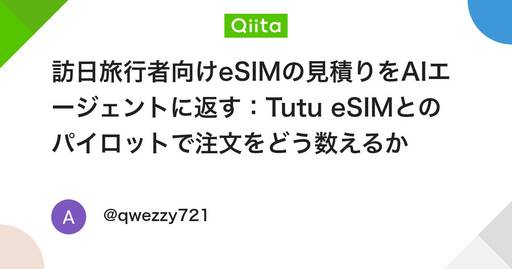 Qiita
訪日旅行者向けeSIMの見積りをAIエ
ージェントに返す：Tutu eSIMとの
パイロットで注文をどう数えるか
A
@qwezzy721